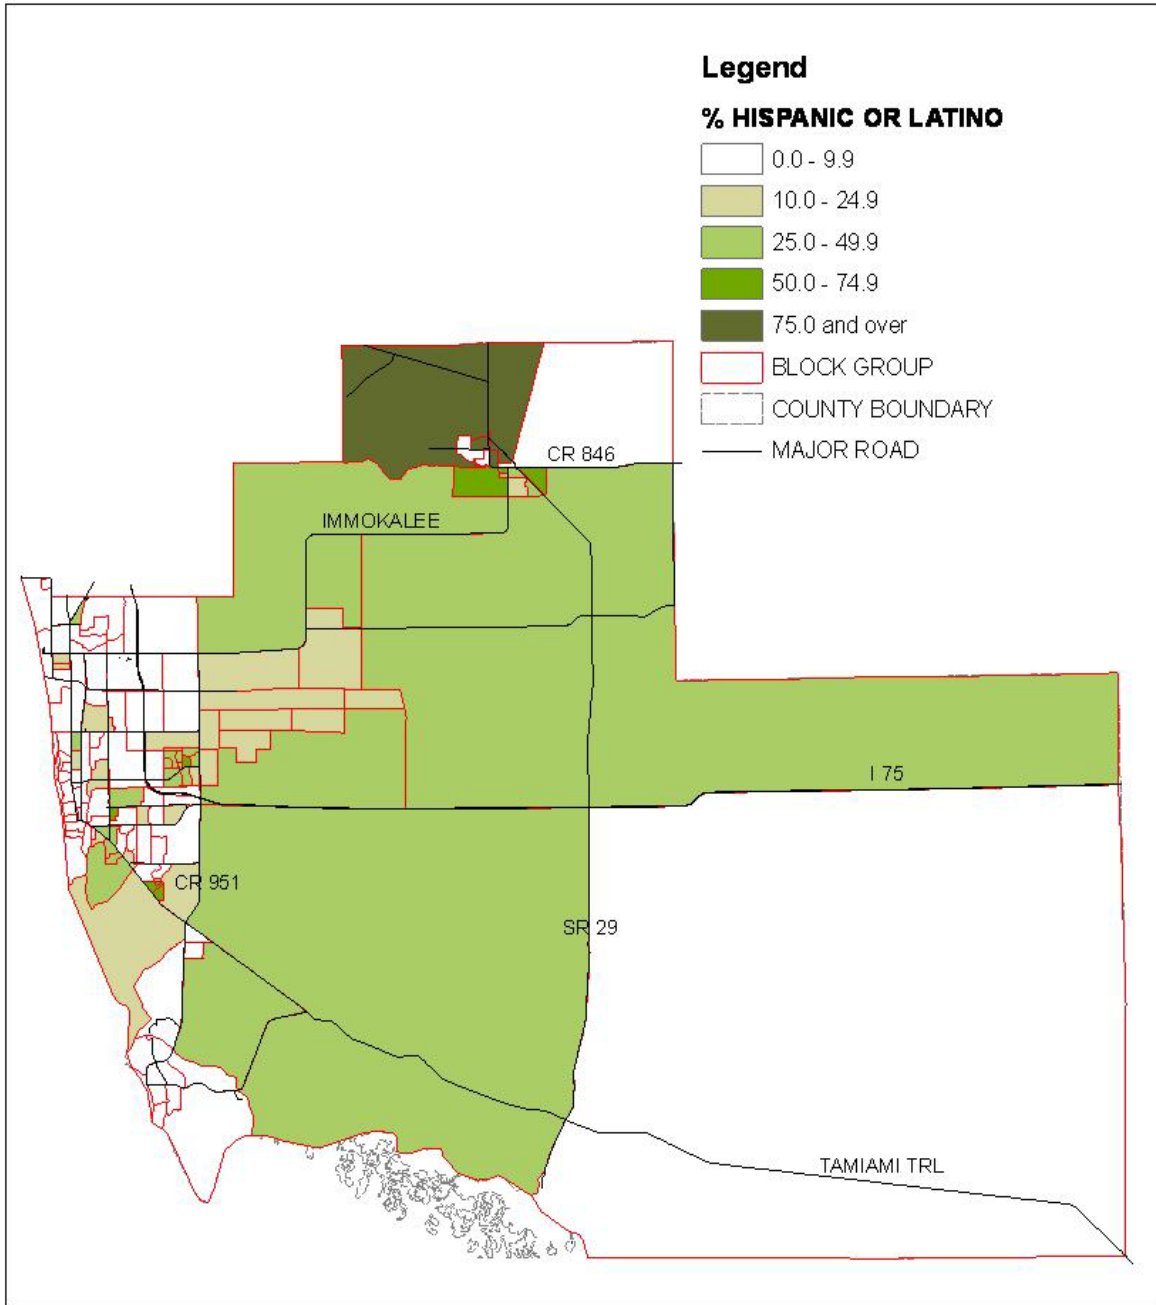 Legend
% HISPANIC OR LATINO
0.0 - 9.9
10.0 - 24.9
25.0 - 49.9
50.0 - 74.9
75.0 and over
BLOCK GROUP
COUNTY BOUNDARY
MAJOR ROAD
CR 846
IMMOKALEE
I 75
CR 951
SR 29
TAMIAMI TRL